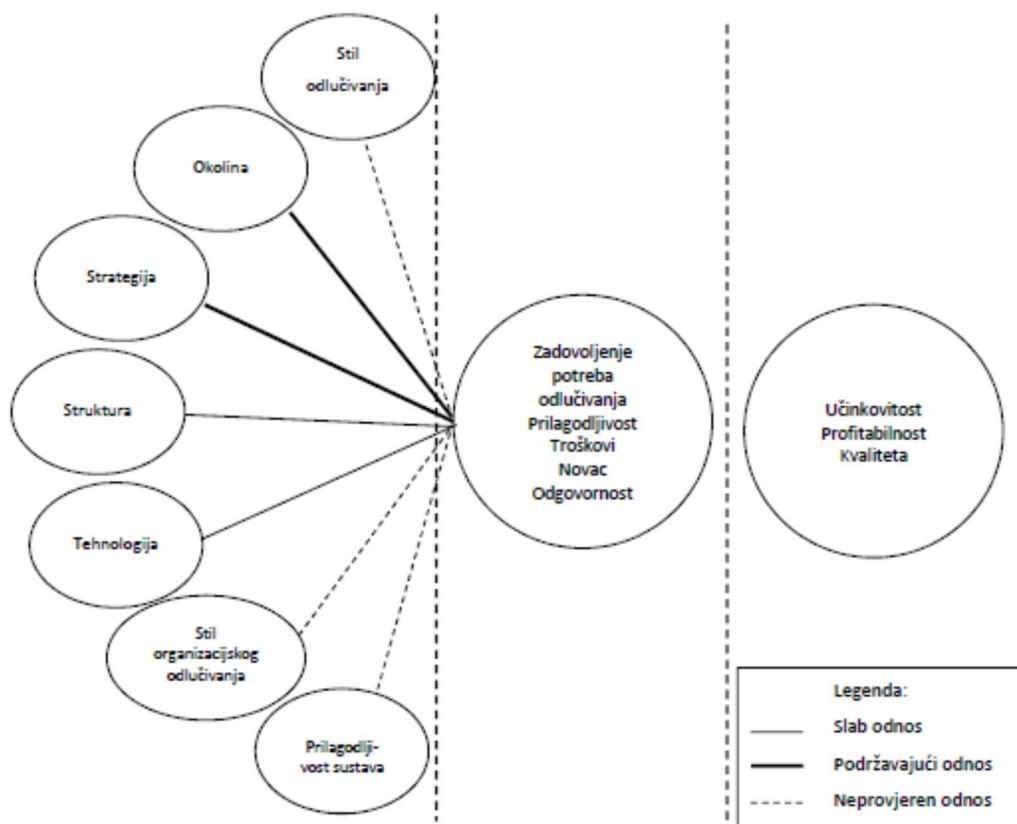 Stil
odlučivanja
Okolina
Strategija
Struktura
Tehnologija
Stil
organizacijskog
odlučivanja
Prilagodlji-
vost sustava
Zadovoljenje
potreba
odlučivanja
Prilagodljivost
Troškovi
Novac
Odgovornost
Učinkovitost
Profitabilnost
Kvaliteta
Legenda:
Slab odnos
Podržavajući odnos
Neprovjeren odnos